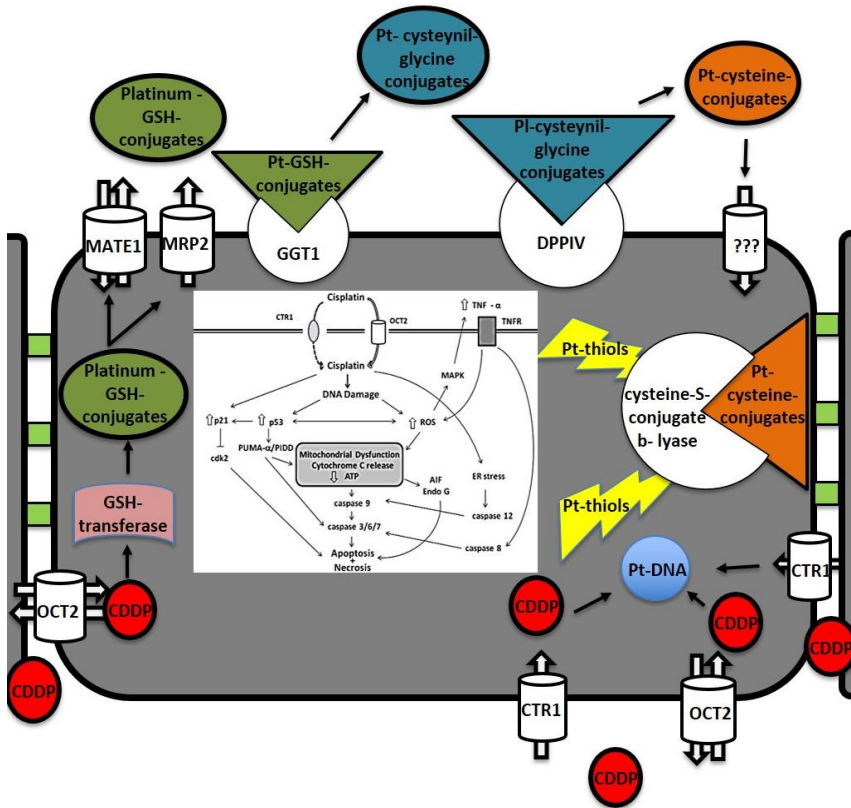 Pt- cysteynil-
glycine
conjugates
Pt-cysteine-
conjugates
Platinum -
GSH-
conjugates
Pt-GSH-
conjugates
Pl-cysteynil-
glycine
conjugates
MATE1
MRP2
GGT1
DPPIV
???
Cisplatin
CTR1
OCT2
TNF - α
TNFR
Cisplatin
MAPK
DNA Damage
p21
p53
ROS
cdk2
PUMA-α/PIDD
Mitochondrial Dysfunction
Cytochrome C release
ATP
AIF
Endo G
ER stress
caspase 9
caspase 12
caspase 3/6/7
caspase 8
Apoptosis
+
Necrosis
Platinum -
GSH-
conjugates
GSH-
transferase
OCT2
CDDP
CDDP
Pt-thiols
cysteine-S-
conjugate
b- lyase
Pt-
cysteine-
conjugates
Pt-thiols
Pt-DNA
CTR1
CDDP
CDDP
CDDP
CTR1
OCT2
CDDP